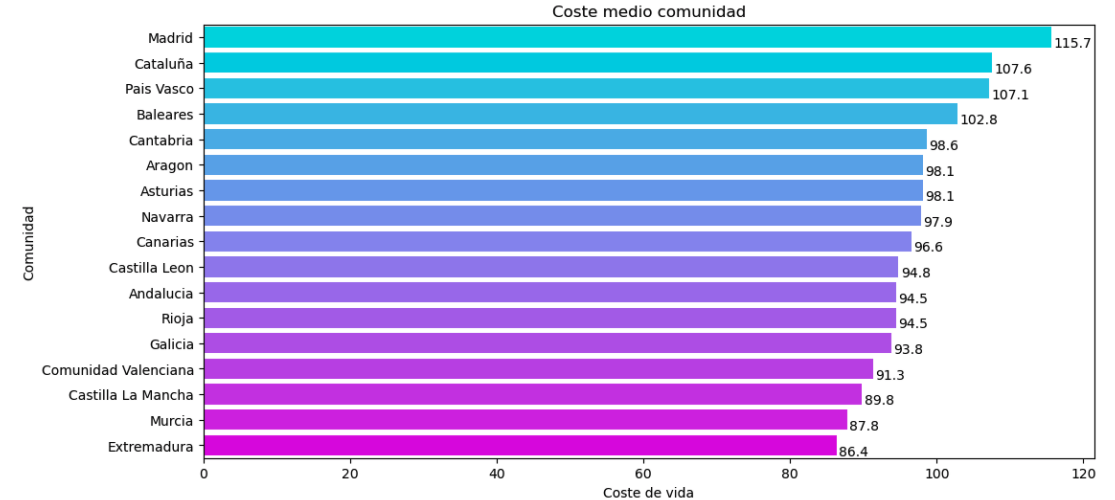 Coste medio comunidad
Madrid 115.7
Cataluña 107.6
Pais Vasco 107.1
Baleares 102.8
Cantabria 98.6
Aragon 98.1
Asturias 98.1
Navarra 97.9
Canarias 96.6
Castilla Leon 94.8
Andalucia 94.5
Rioja 94.5
Galicia 93.8
Comunidad Valenciana 91.3
Castilla La Mancha 89.8
Murcia 87.8
Extremadura 86.4
Comunidad
0 20 40 60 80 100 120
Coste de vida